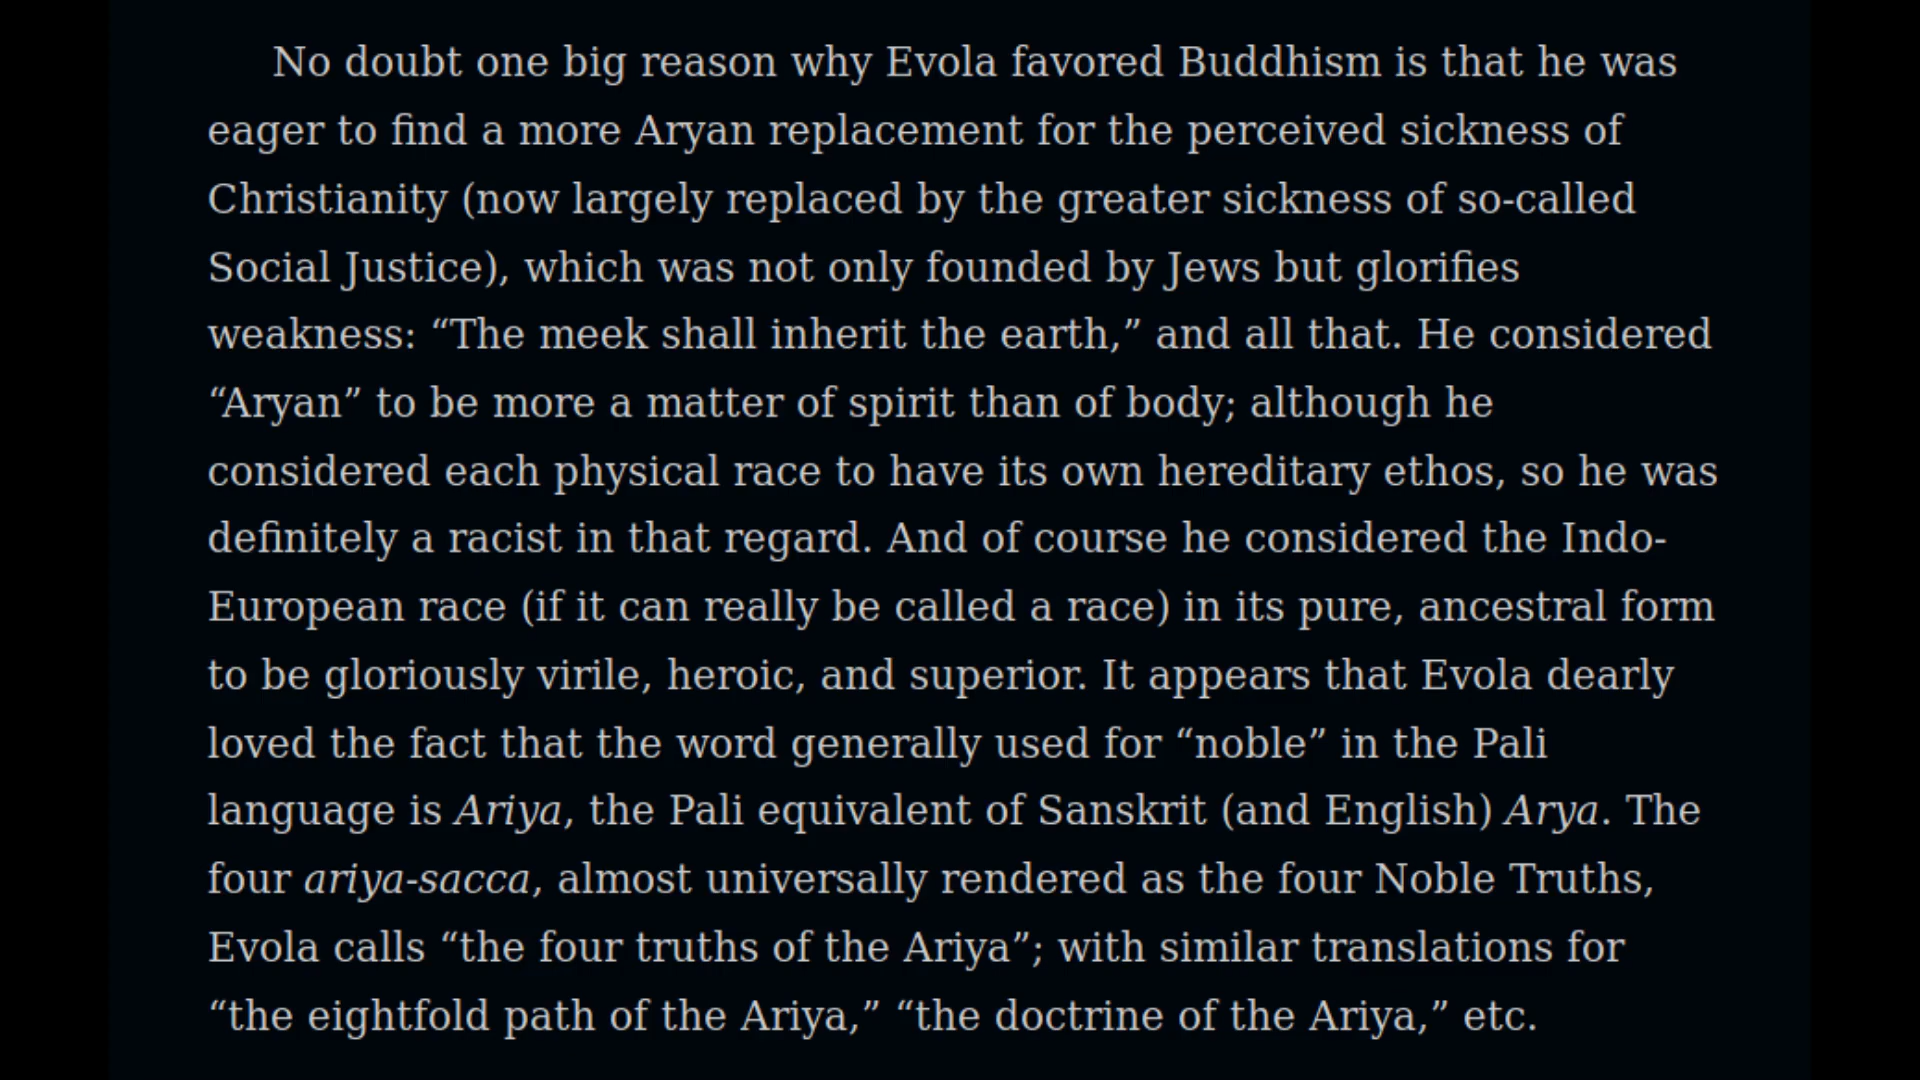 No doubt one big reason why Evola favored Buddhism is that he was
eager to find a more Aryan replacement for the perceived sickness of
Christianity (now largely replaced by the greater sickness of so-called
Social Justice), which was not only founded by Jews but glorifies
weakness: “The meek shall inherit the earth,” and all that. He considered
“Aryan” to be more a matter of spirit than of body; although he
considered each physical race to have its own hereditary ethos, so he was
definitely a racist in that regard. And of course he considered the Indo-
European race (if it can really be called a race) in its pure, ancestral form
to be gloriously virile, heroic, and superior. It appears that Evola dearly
loved the fact that the word generally used for “noble” in the Pali
language is Ariya, the Pali equivalent of Sanskrit (and English) Arya. The
four ariya-sacca, almost universally rendered as the four Noble Truths,
Evola calls “the four truths of the Ariya”; with similar translations for
“the eightfold path of the Ariya,” “the doctrine of the Ariya,” etc.